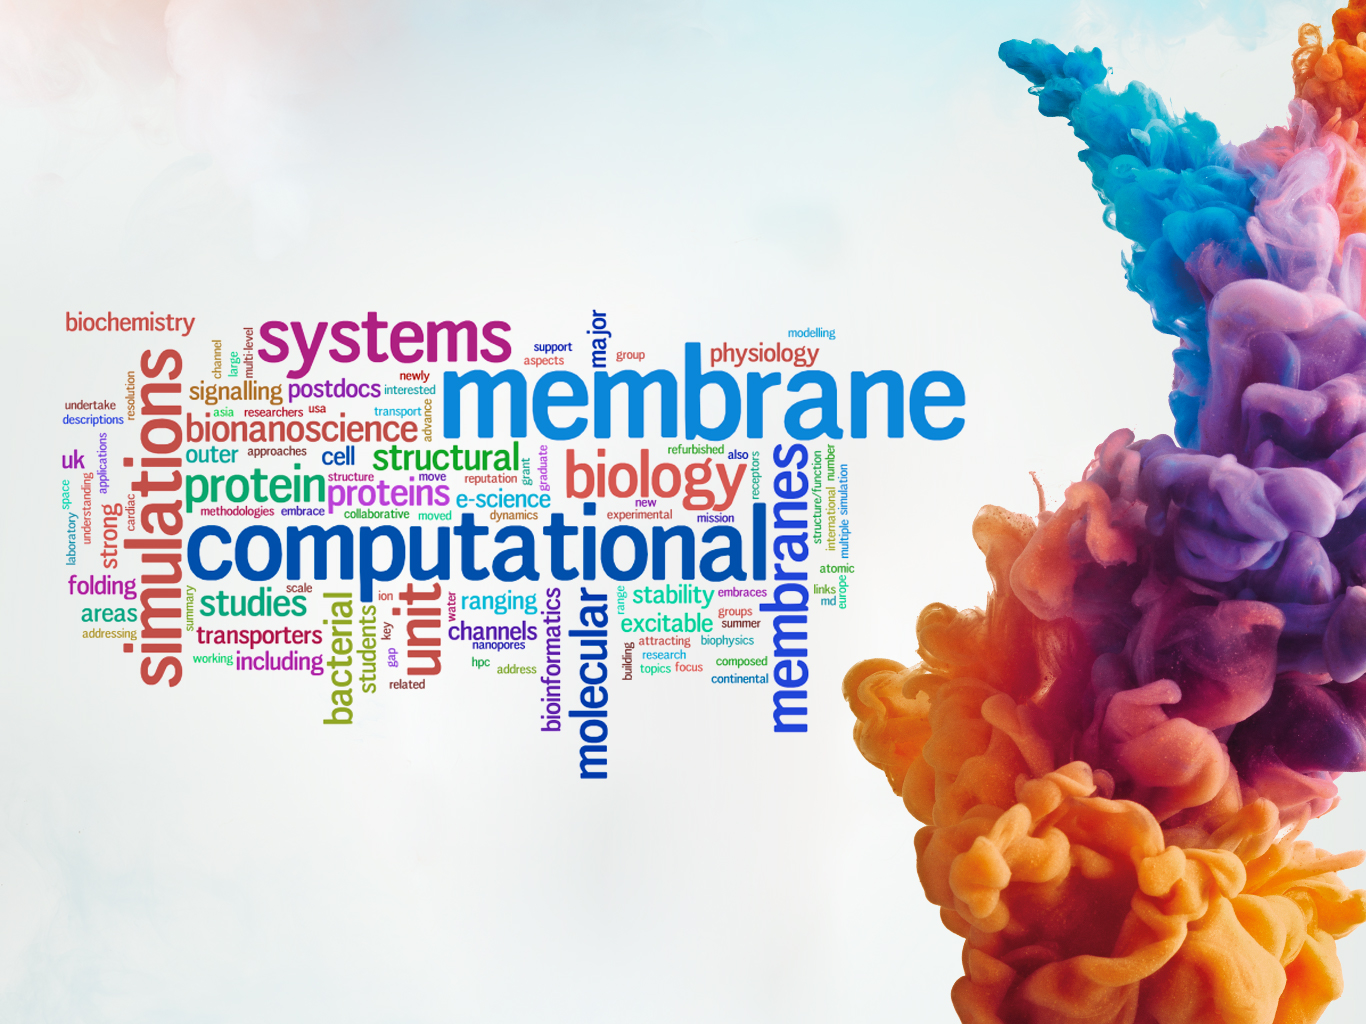 biochemistry
systems
major
modelling
channel
large
multi-level
support
aspects
group
physiology
simulations
resolution
signalling
postdocs
newly
interested
membrane
undertake
descriptions
asia
researchers
usa
transport
advance
bionanoscience
uk
applications
outer
approaches
cell
structural
grant
graduate
refurbished
also
receptors
membranes
structure/function
international number
multiple simulation
space
understanding
cardiac
strong
laboratory
protein
structure
move
reputation
proteins
e-science
biology
new
methodologies
embrace
collaborative
moved
dynamics
experimental
mission
computational
atomic
folding
areas
addressing
summary
studies
scale
ion
unit
water
ranging
bioinformatics
molecular
range
stability
embraces
links
md
europe
transporters
bacterial
students
key
gap
channels
nanopores
excitable
groups
summer
working
including
related
hpc
address
building
attracting
biophysics
research
topics
focus
composed
continental